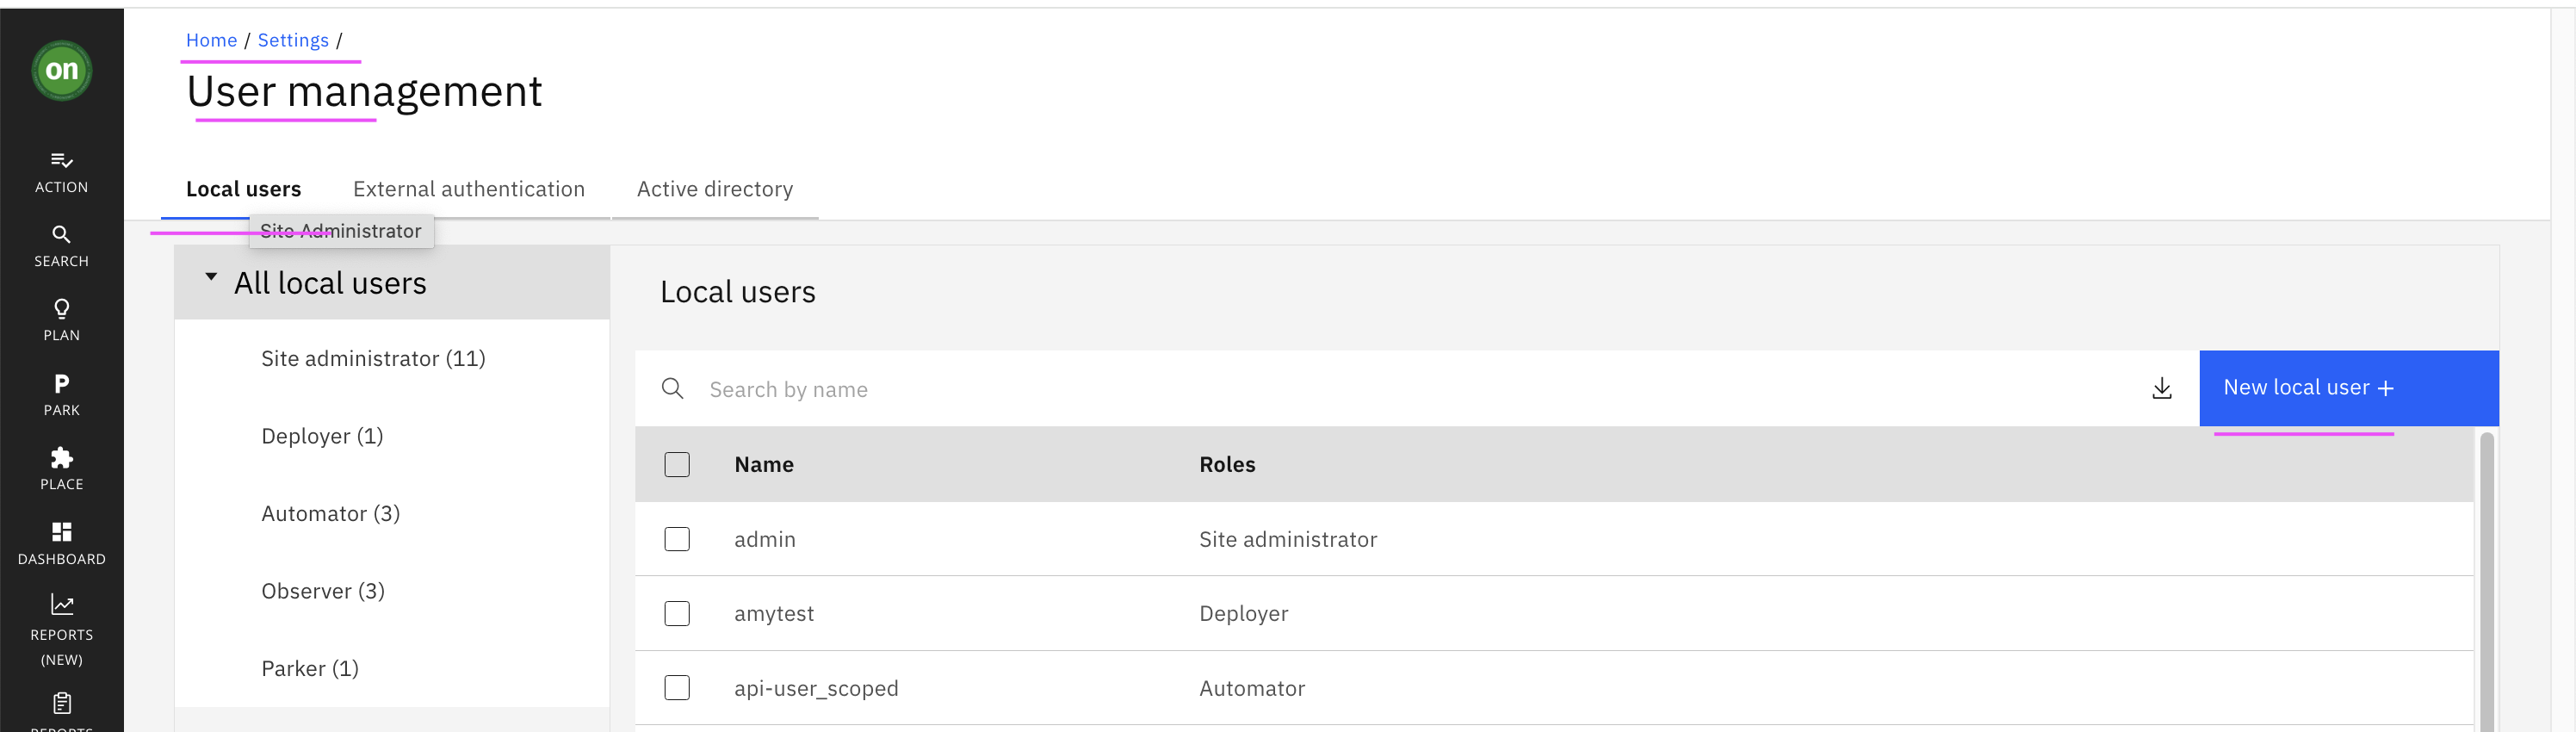 Home / Settings /
on
User management
Local users
External authentication
Active directory
Site Administrator
ACTION
SEARCH
PLAN
PARK
PLACE
DASHBOARD
REPORTS
(NEW)
REPORTS
All local users
Site administrator (11)
Deployer (1)
Automator (3)
Observer (3)
Parker (1)
Local users
Search by name
New local user +
Name
Roles
admin
Site administrator
amytest
Deployer
api-user_scoped
Automator